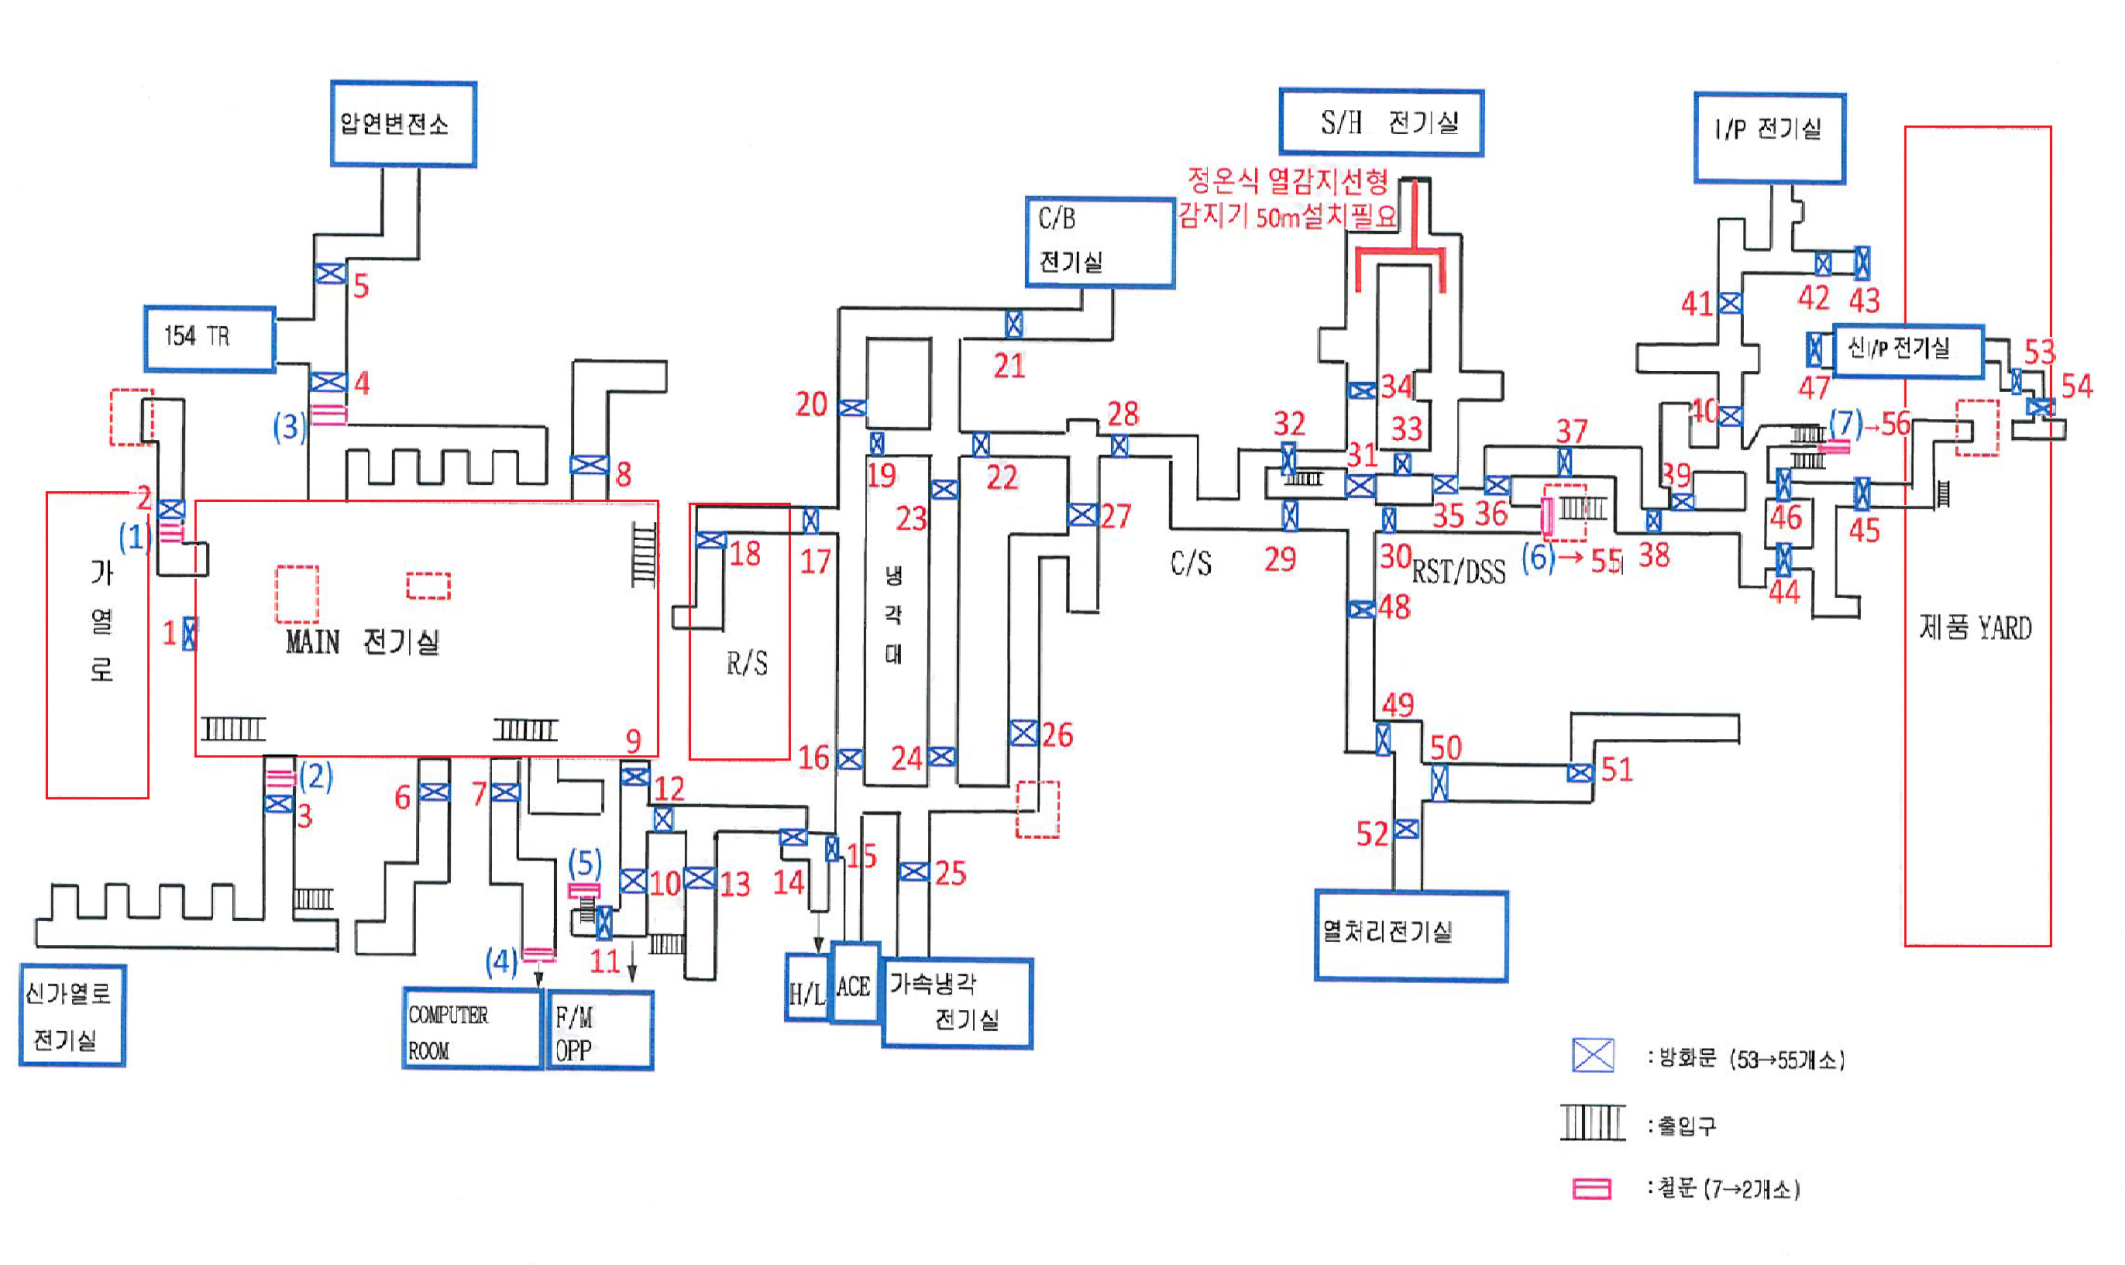 압연변전소
S/H 전기실
I/P 전기실
정온식 열감지선형
감지기 50m설치필요
C/B
전기실
5
41
42
43
154 TR
신I/P 전기실
53
21
47
4
34
54
20
(3)
28
32
33
37
40
(7)→56
31
8
19
22
39
2
23
27
35
36
46
45
(1)
18
17
29
30
(6)→ 55
38
C/S
RST/DSS
가
열
로
냉
각
대
44
48
1
MAIN 전기실
R/S
제품 YARD
49
9
16
24
26
50
51
(2)
3
6
7
12
52
(5)
10
13
14
15
25
열처리전기실
(4)
11
신가열로
전기실
COMPUTER
ROOM
F/M
OPP
H/L
ACE
가속냉각
전기실
: 방화문 (53→55개소)
: 출입구
: 철문 (7→2개소)